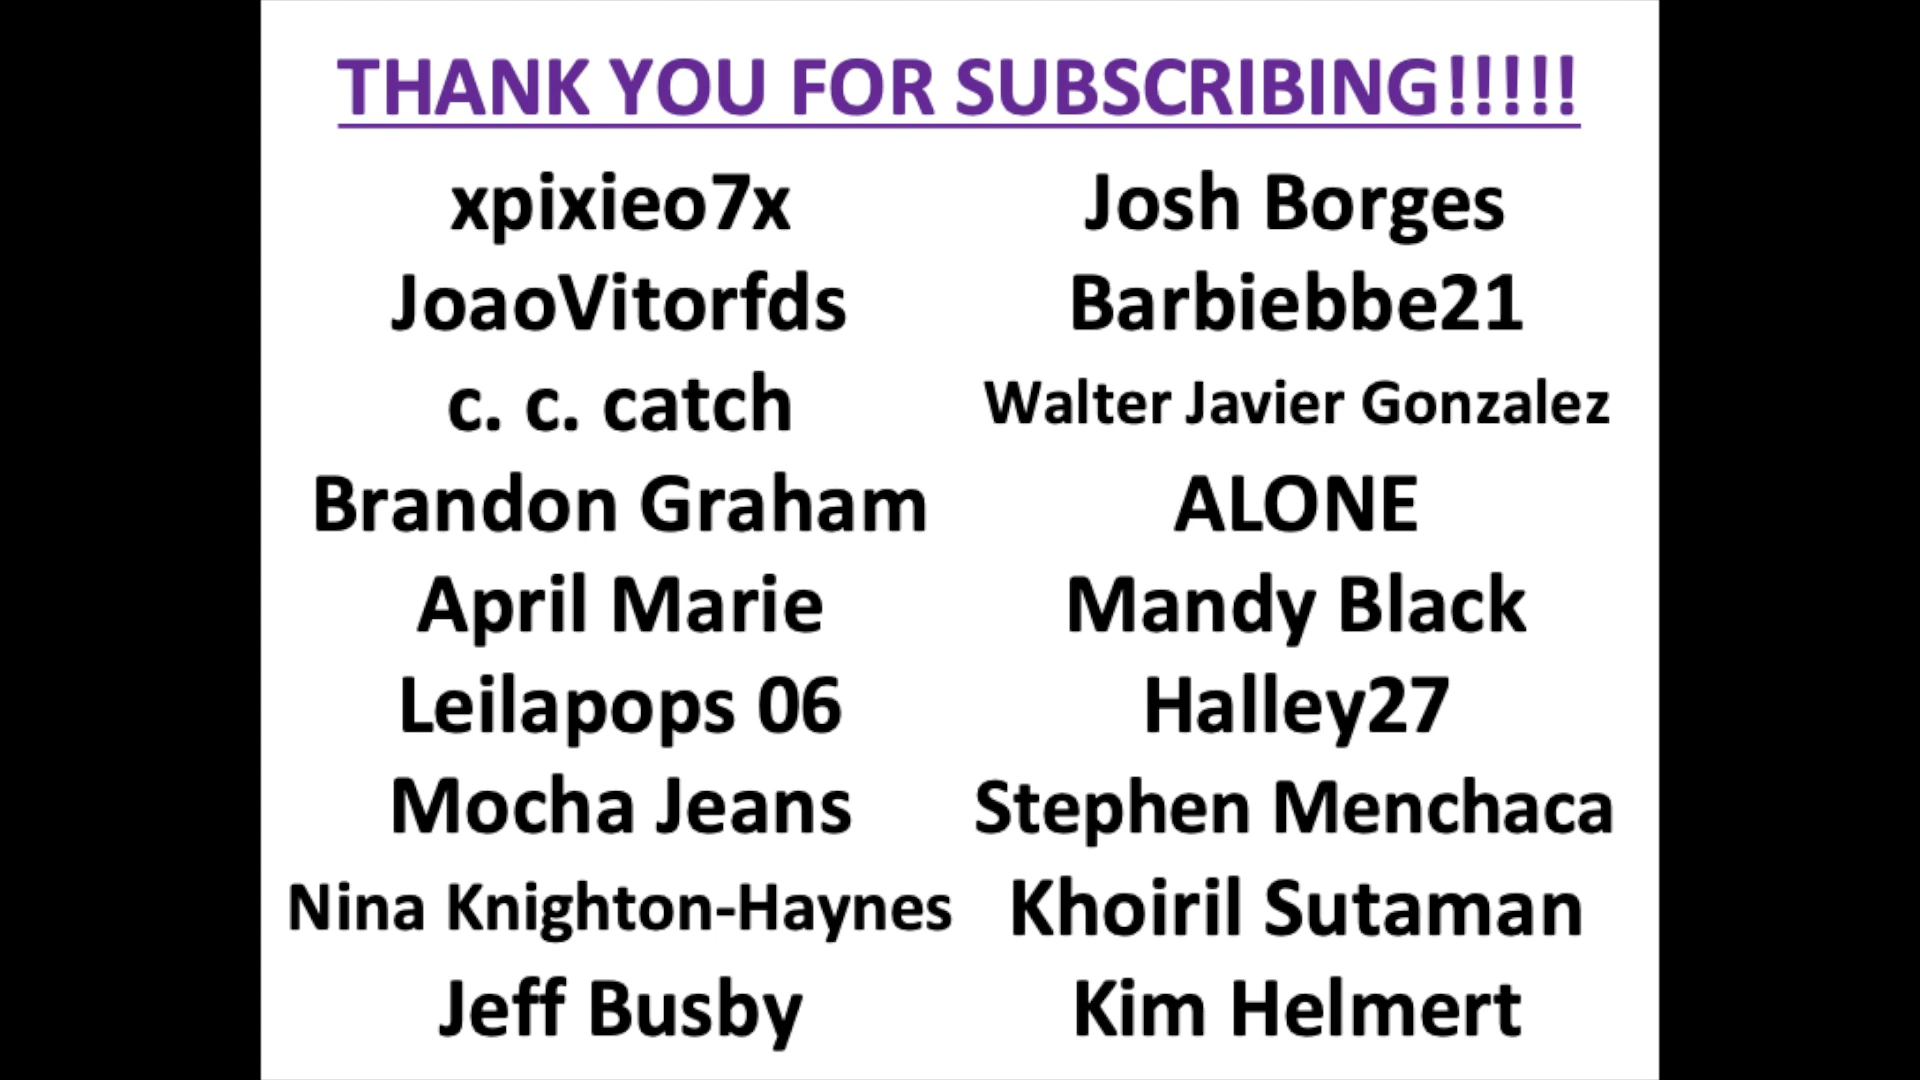 THANK YOU FOR SUBSCRIBING!!!!!
xpixieo7x Josh Borges
JoaoVitorfds Barbiebbe21
c. c. catch Walter Javier Gonzalez
Brandon Graham ALONE
April Marie Mandy Black
Leilapops 06 Halley27
Mocha Jeans Stephen Menchaca
Nina Knighton-Haynes Khoiril Sutaman
Jeff Busby Kim Helmert